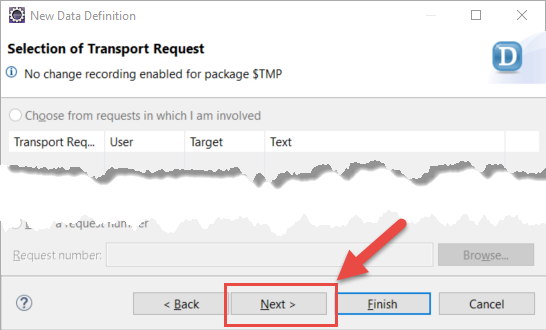 New Data Definition
Selection of Transport Request
No change recording enabled for package $TMP
D
Choose from requests in which I am involved
Transport Req... User Target Text
a request number
Request number: Browse...
? < Back Next > Finish Cancel